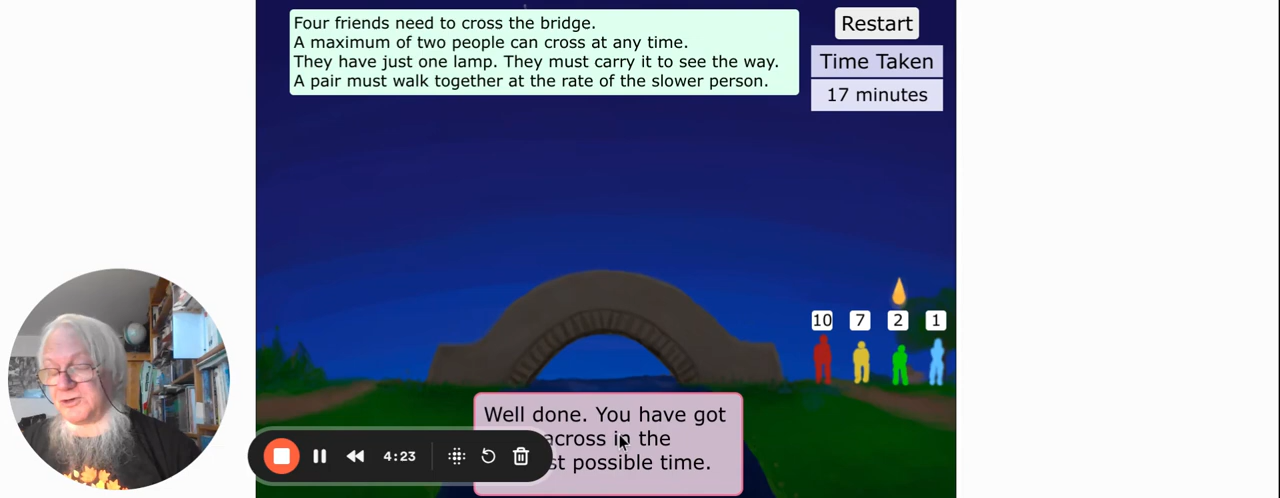 Four friends need to cross the bridge.
A maximum of two people can cross at any time.
They have just one lamp. They must carry it to see the way.
A pair must walk together at the rate of the slower person.
Restart
Time Taken
17 minutes
10 7 2 1
Well done. You have got
across in the
st possible time.
4:23